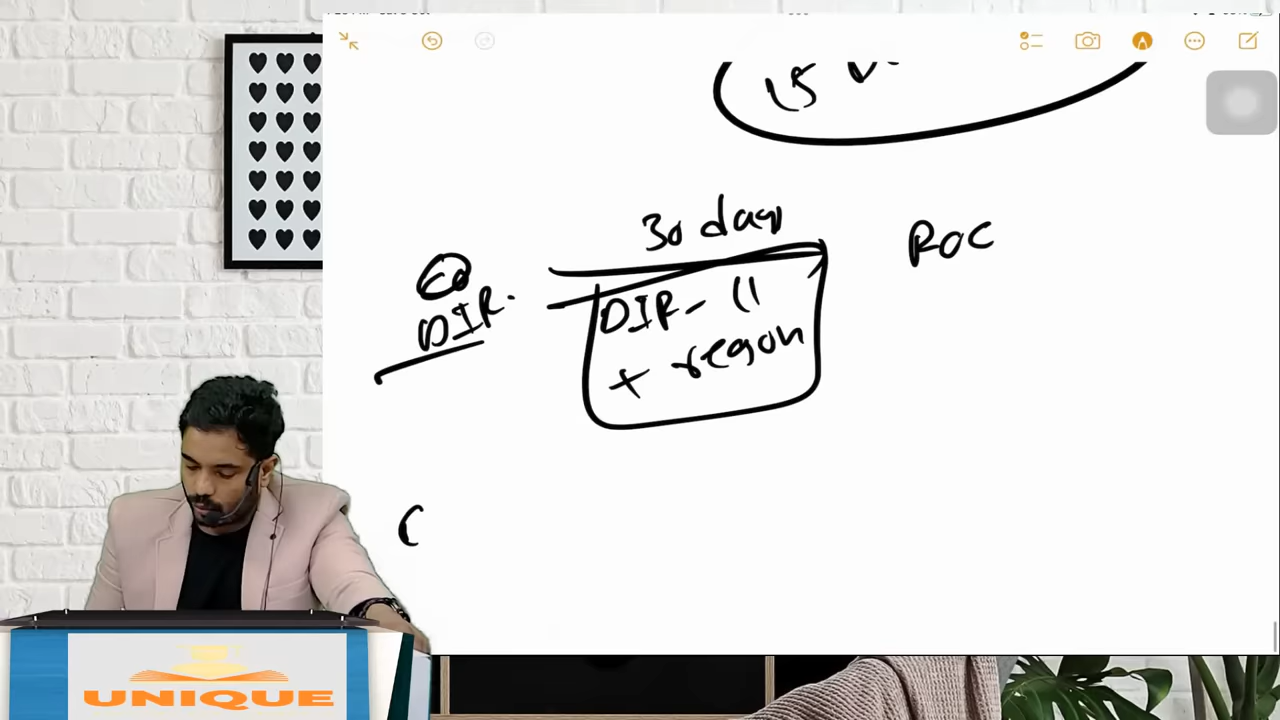 15
30 days
ROC
DIR.
DIR-11
+ reason
C
UNIQUE